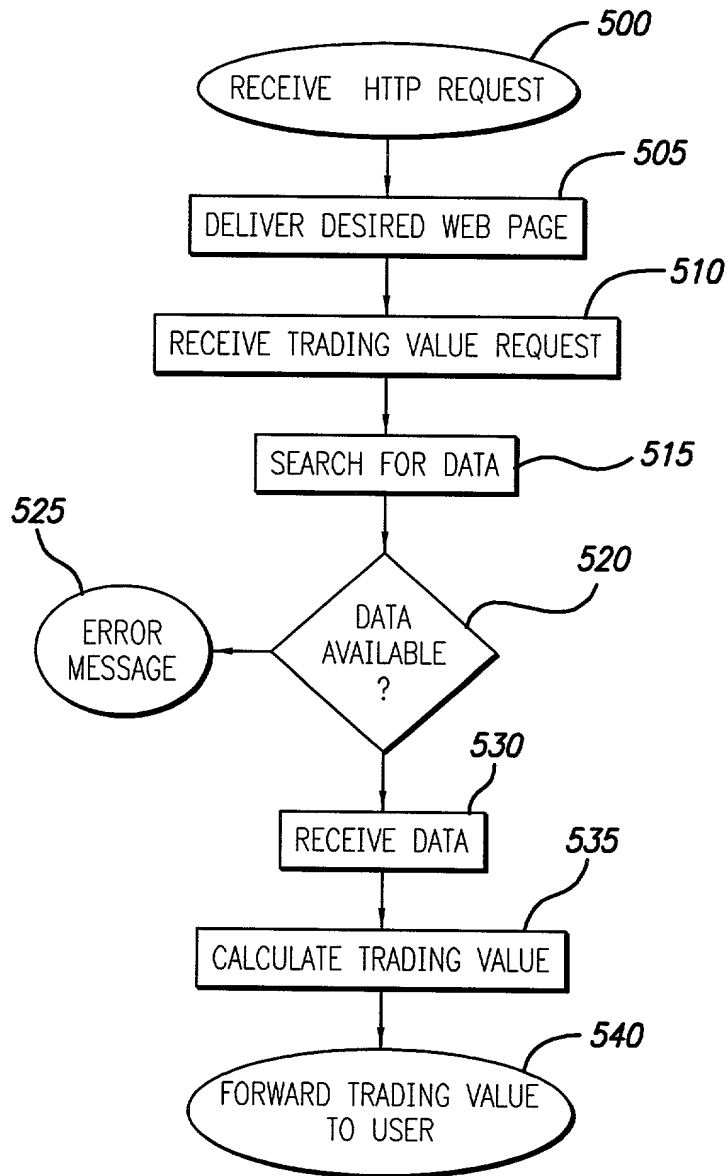 500
RECEIVE HTTP REQUEST
505
DELIVER DESIRED WEB PAGE
510
RECEIVE TRADING VALUE REQUEST
515
SEARCH FOR DATA
520
DATA
AVAILABLE
?
525
ERROR
MESSAGE
530
RECEIVE DATA
535
CALCULATE TRADING VALUE
540
FORWARD TRADING VALUE
TO USER